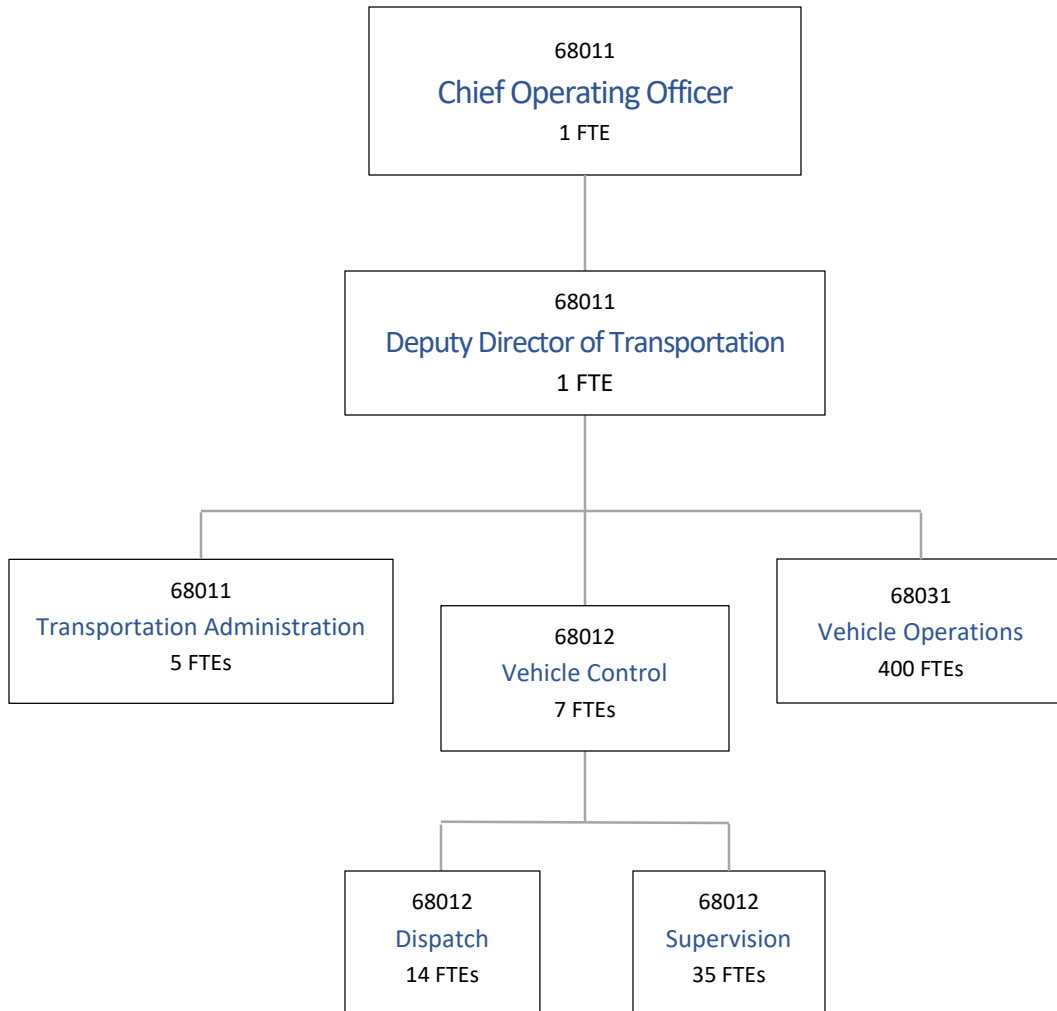 68011
Chief Operating Officer
1 FTE
68011
Deputy Director of Transportation
1 FTE
68011
Transportation Administration
5 FTEs
68012
Vehicle Control
7 FTEs
68031
Vehicle Operations
400 FTEs
68012
Dispatch
14 FTEs
68012
Supervision
35 FTEs